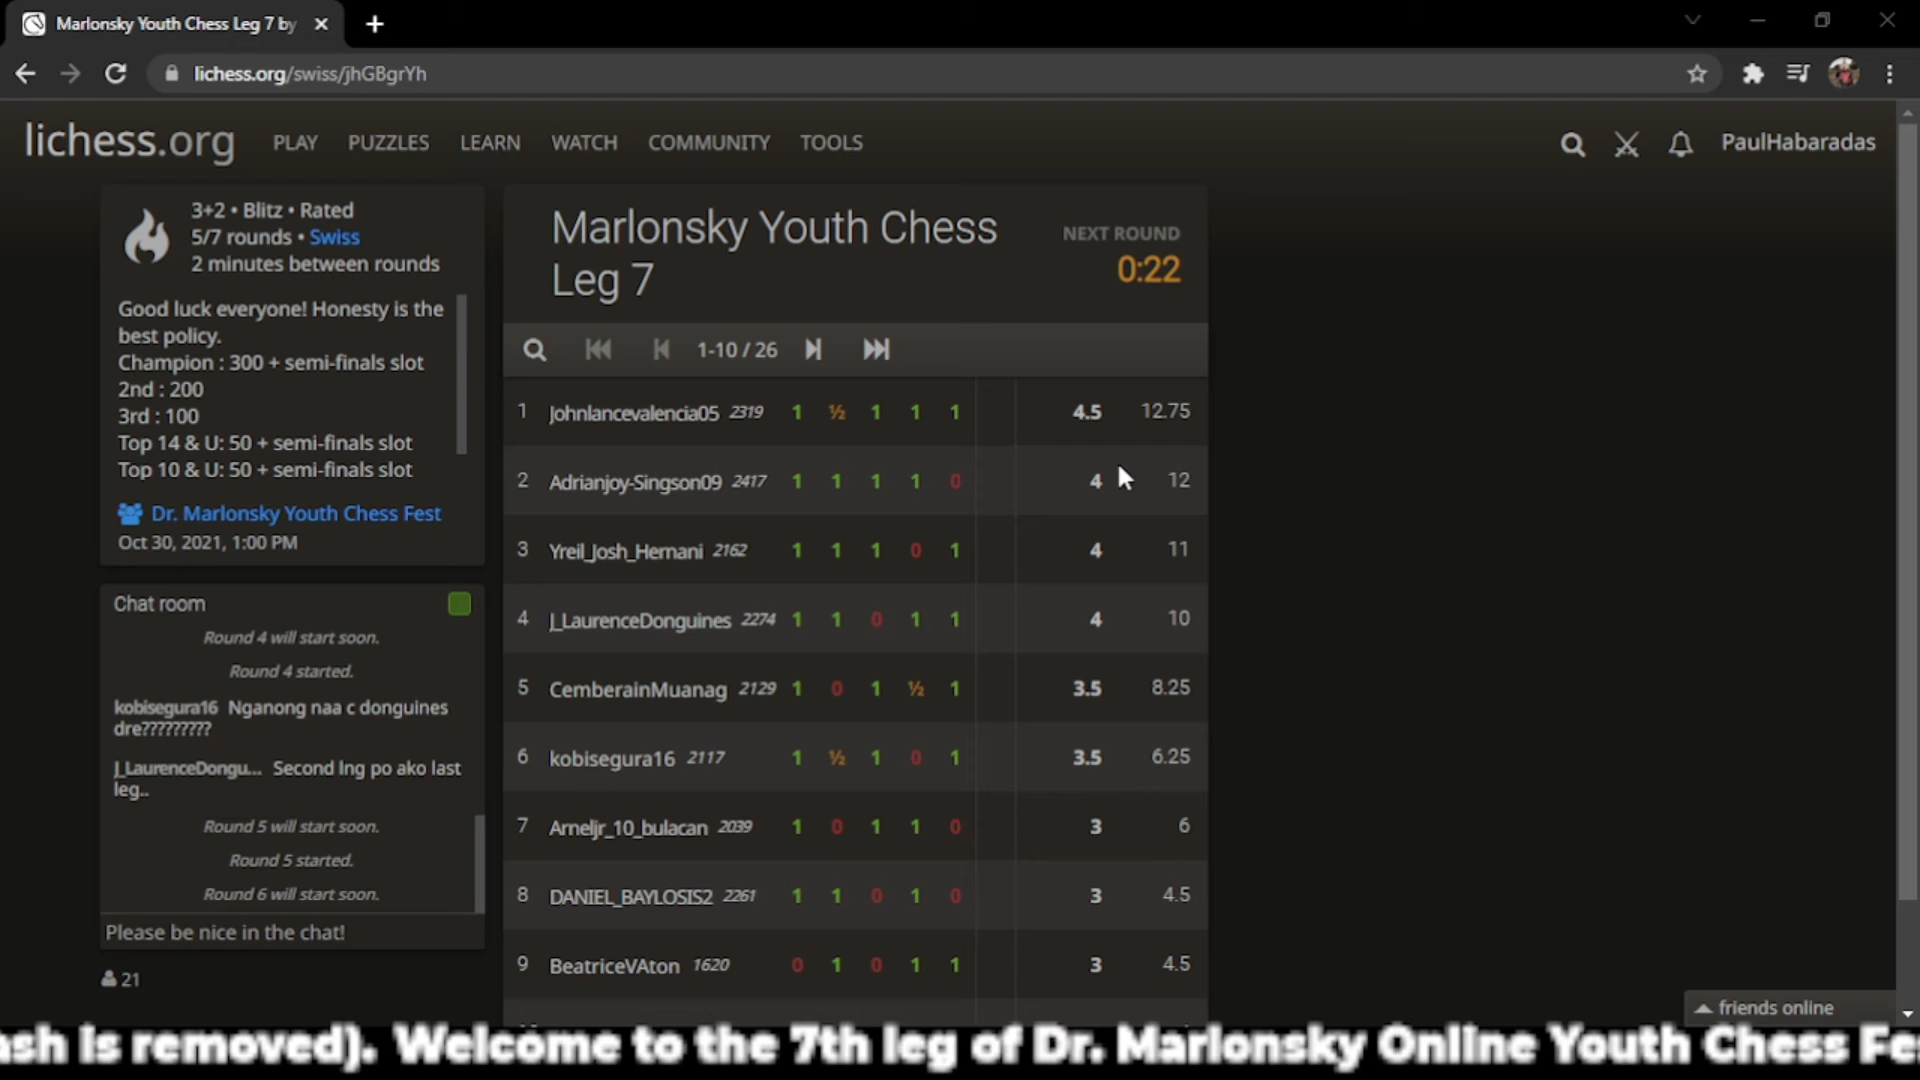 Marlonsky Youth Chess Leg 7 by
lichess.org/swiss/jhGBgrYh
lichess.org PLAY PUZZLES LEARN WATCH COMMUNITY TOOLS PaulHabaradas
3+2 • Blitz • Rated
5/7 rounds • Swiss
2 minutes between rounds
Good luck everyone! Honesty is the
best policy.
Champion : 300 + semi-finals slot
2nd : 200
3rd : 100
Top 14 & U: 50 + semi-finals slot
Top 10 & U: 50 + semi-finals slot
Dr. Marlonsky Youth Chess Fest
Oct 30, 2021, 1:00 PM
Chat room
Round 4 will start soon.
Round 4 started.
kobisegura16 Nganong naa c donguines
dre?????????
J_LaurenceDongu... Second lng po ako last
leg..
Round 5 will start soon.
Round 5 started.
Round 6 will start soon.
Please be nice in the chat!
21
Marlonsky Youth Chess
Leg 7
NEXT ROUND
0:22
1-10 / 26
1 Johnlancevalencia05 2319 1 ½ 1 1 1 4.5 12.75
2 Adrianjoy-Singson09 2417 1 1 1 1 0 4 12
3 Yreil_Josh_Hernani 2162 1 1 1 0 1 4 11
4 J_LaurenceDonguines 2274 1 1 0 1 1 4 10
5 CemberainMuanag 2129 1 0 1 ½ 1 3.5 8.25
6 kobisegura16 2117 1 ½ 1 0 1 3.5 6.25
7 Arneljr_10_bulacan 2039 1 0 1 1 0 3 6
8 DANIEL_BAYLOSIS2 2261 1 1 0 1 0 3 4.5
9 BeatriceVAton 1620 0 1 0 1 1 3 4.5
friends online
ash is removed). Welcome to the 7th leg of Dr. Marlonsky Online Youth Chess Fes